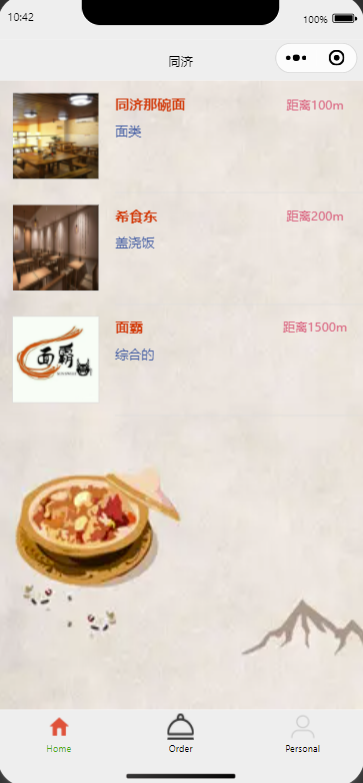 10:42
100%
同济
同济那碗面
距离100m
面类
希食东
距离200m
盖浇饭
面霸
距离1500m
面霸
综合的
Home
Order
Personal